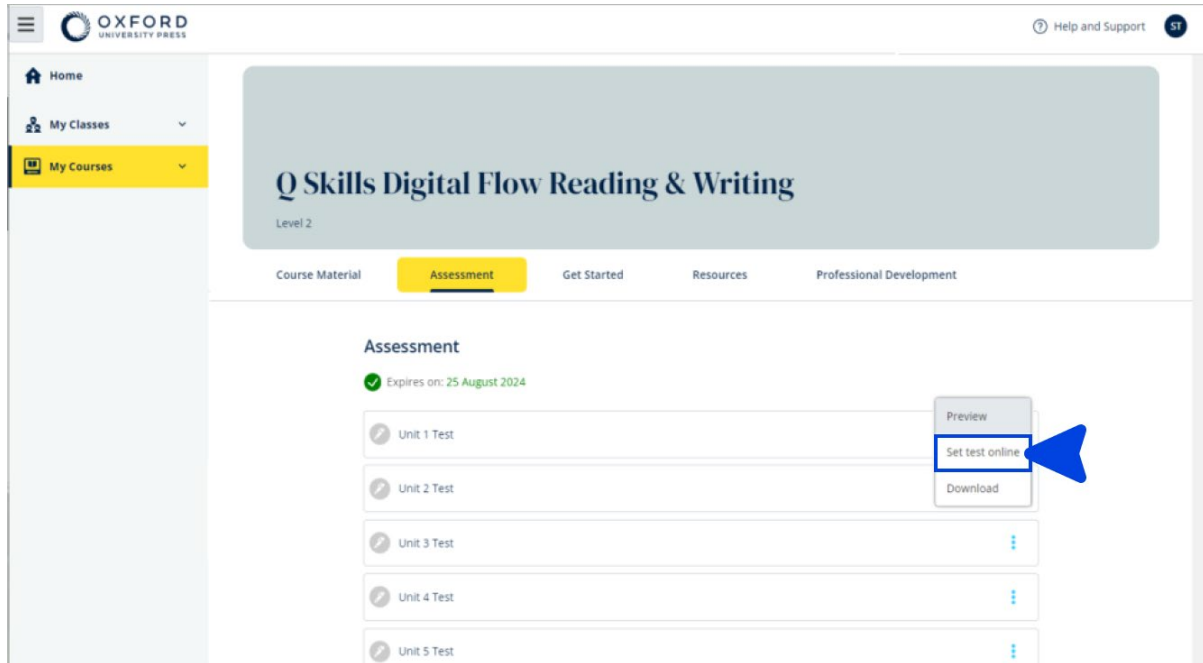 OXFORD
UNIVERSITY PRESS
Help and Support
ST
Home
My Classes
My Courses
Q Skills Digital Flow Reading & Writing
Level 2
Course Material
Assessment
Get Started
Resources
Professional Development
Assessment
Expires on: 25 August 2024
Unit 1 Test
Preview
Set test online
Download
Unit 2 Test
Unit 3 Test
Unit 4 Test
Unit 5 Test